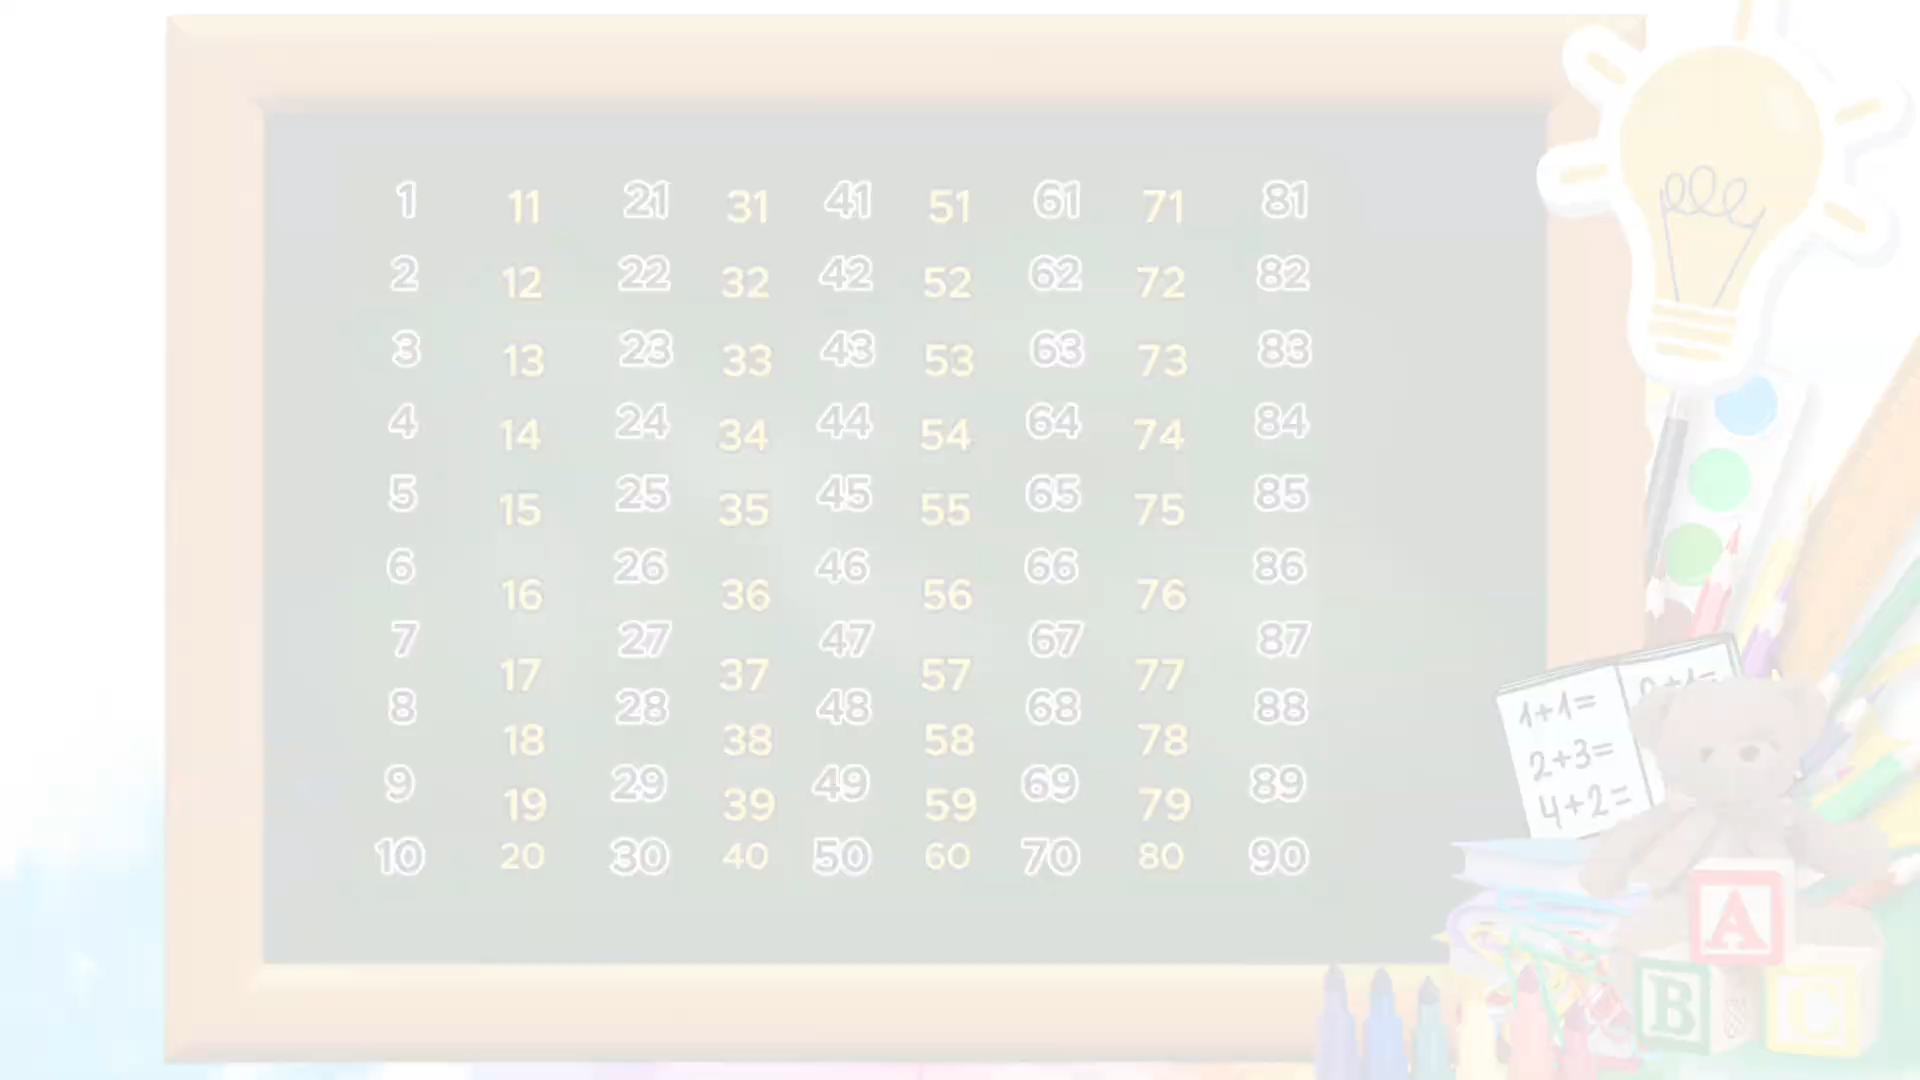 1 11 21 31 41 51 61 71 81
2 12 22 32 42 52 62 72 82
3 13 23 33 43 53 63 73 83
4 14 24 34 44 54 64 74 84
5 15 25 35 45 55 65 75 85
6 16 26 36 46 56 66 76 86
7 17 27 37 47 57 67 77 87
8 18 28 38 48 58 68 78 88
9 19 29 39 49 59 69 79 89
10 20 30 40 50 60 70 80 90
1+1=
2+3=
4+2=
A
B C